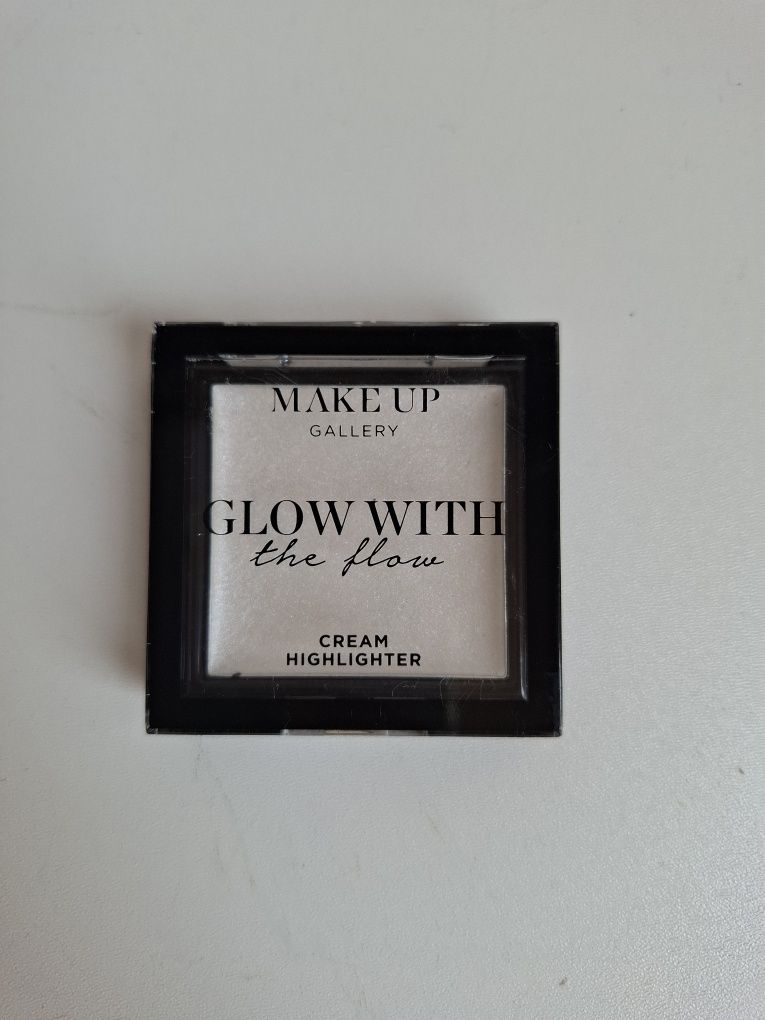 MAKE UP
GALLERY
GLOW WITH
the flow
CREAM
HIGHLIGHTER